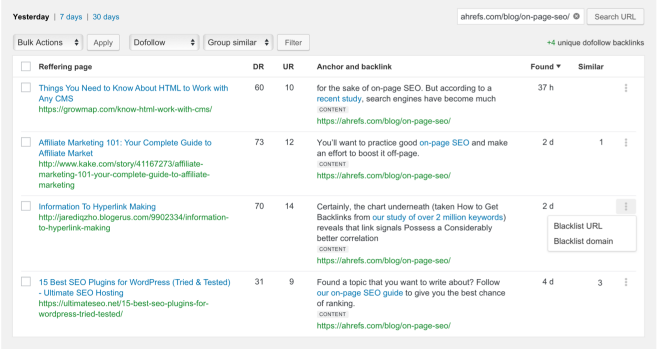 Yesterday | 7 days | 30 days
ahrefs.com/blog/on-page-seo/
Search URL
Bulk Actions
Apply
Dofollow
Group similar
Filter
+4 unique dofollow backlinks
Reffering page DR UR Anchor and backlink Found ▼ Similar
Things You Need to Know About HTML to Work with
Any CMS
https://growmap.com/know-html-work-with-cms/
60 10
for the sake of on-page SEO. But according to a
recent study, search engines have become much
CONTENT
https://ahrefs.com/blog/on-page-seo/
37 h
Affiliate Marketing 101: Your Complete Guide to
Affiliate Market
http://www.kake.com/story/41167273/affiliate-
marketing-101-your-complete-guide-to-affiliate-
marketing
73 12
You'll want to practice good on-page SEO and make
an effort to boost it off-page.
CONTENT
https://ahrefs.com/blog/on-page-seo/
2 d 1
Information To Hyperlink Making
http://jarediqzho.blogerus.com/9902334/information-
to-hyperlink-making
70 14
Certainly, the chart underneath (taken How to Get
Backlinks from our study of over 2 million keywords)
reveals that link signals Possess a Considerably
better correlation
CONTENT
https://ahrefs.com/blog/on-page-seo/
2 d
Blacklist URL
Blacklist domain
15 Best SEO Plugins for WordPress (Tried & Tested)
- Ultimate SEO Hosting
https://ultimateseo.net/15-best-seo-plugins-for-
wordpress-tried-tested/
31 9
Found a topic that you want to write about? Follow
our on-page SEO guide to give you the best chance
of ranking.
CONTENT
https://ahrefs.com/blog/on-page-seo/
4 d 3